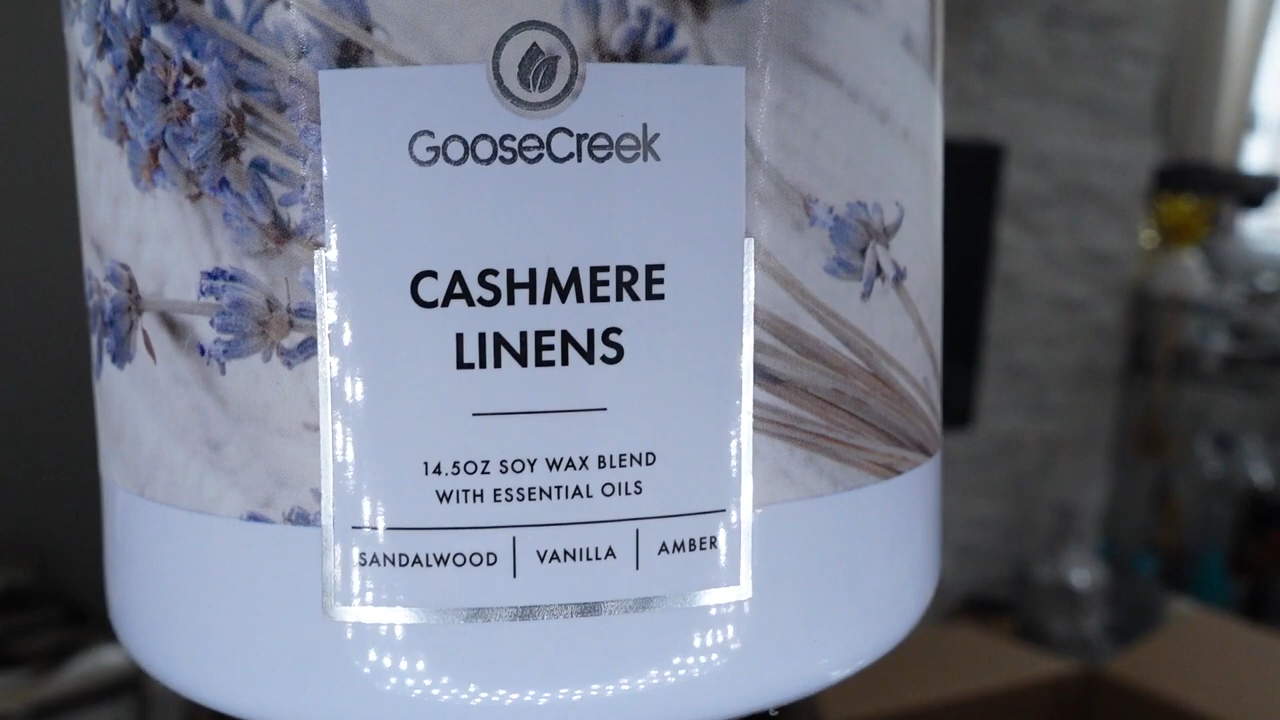 GooseCreek
CASHMERE
LINENS
14.5OZ SOY WAX BLEND
WITH ESSENTIAL OILS
SANDALWOOD | VANILLA | AMBER